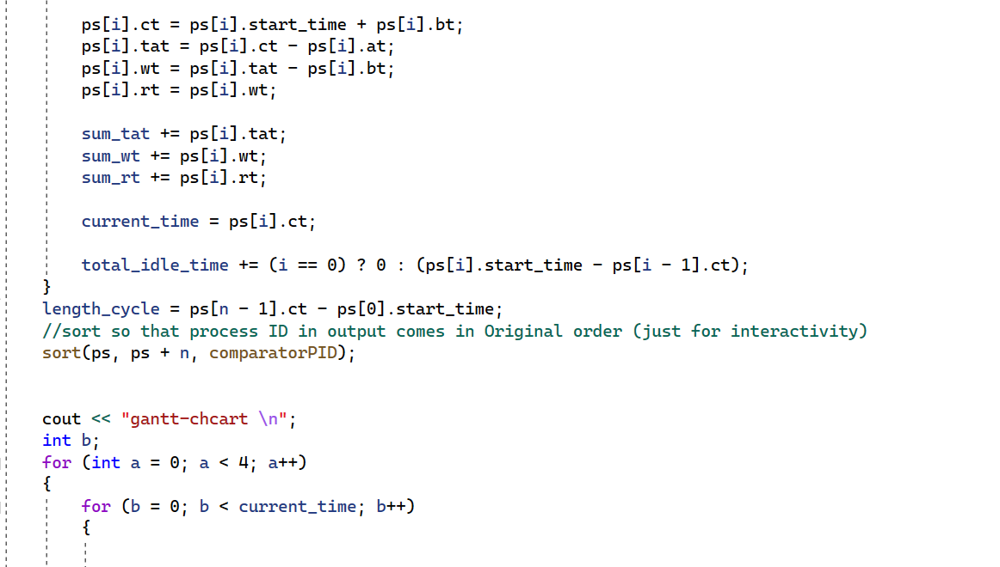 ps[i].ct = ps[i].start_time + ps[i].bt;
ps[i].tat = ps[i].ct - ps[i].at;
ps[i].wt = ps[i].tat - ps[i].bt;
ps[i].rt = ps[i].wt;
sum_tat += ps[i].tat;
sum_wt += ps[i].wt;
sum_rt += ps[i].rt;
current_time = ps[i].ct;
total_idle_time += (i == 0) ? 0 : (ps[i].start_time - ps[i - 1].ct);
}
length_cycle = ps[n - 1].ct - ps[0].start_time;
//sort so that process ID in output comes in Original order (just for interactivity)
sort(ps, ps + n, comparatorPID);
cout << "gantt-chcart \n";
int b;
for (int a = 0; a < 4; a++)
{
for (b = 0; b < current_time; b++)
{